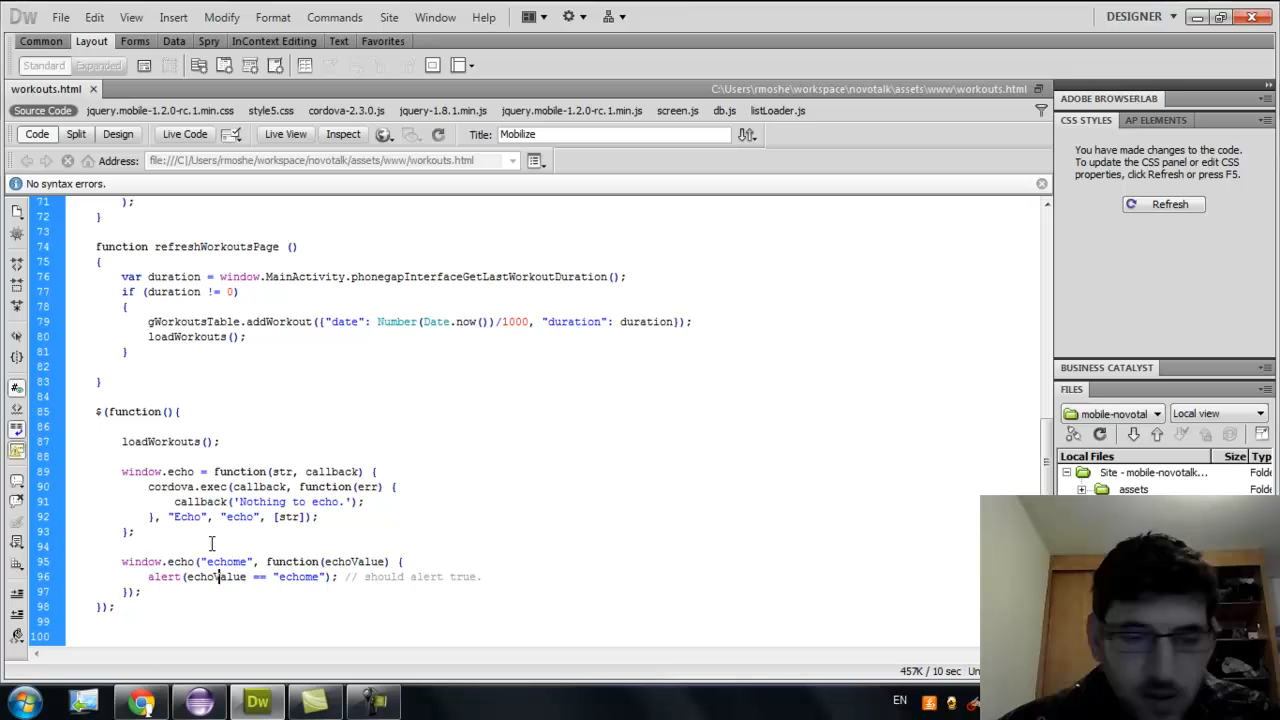 Dw File Edit View Insert Modify Format Commands Site Window Help DESIGNER
Common Layout Forms Data Spry InContext Editing Text Favorites
Standard Expanded
workouts.html C:\Users\rmoshe\workspace\novotalk\assets\www\workouts.html
Source Code jquery.mobile-1.2.0-rc.1.min.css style5.css cordova-2.3.0.js jquery-1.8.1.min.js jquery.mobile-1.2.0-rc.1.min.js screen.js db.js listLoader.js
Code Split Design Live Code Live View Inspect Title: Mobilize
Address: file:///C|/Users/rmoshe/workspace/novotalk/assets/www/workouts.html
No syntax errors.
71 );
72 }
73
74 function refreshWorkoutsPage ()
75 {
76 var duration = window.MainActivity.phonegapInterfaceGetLastWorkoutDuration();
77 if (duration != 0)
78 {
79 gWorkoutsTable.addWorkout({"date": Number(Date.now())/1000, "duration": duration});
80 loadWorkouts();
81 }
82
83 }
84
85 $(function(){
86
87 loadWorkouts();
88
89 window.echo = function(str, callback) {
90 cordova.exec(callback, function(err) {
91 callback('Nothing to echo.');
92 }, "Echo", "echo", [str]);
93 };
94
95 window.echo("echome", function(echoValue) {
96 alert(echoValue == "echome"); // should alert true.
97 });
98 });
99
100
457K / 10 sec
ADOBE BROWSERLAB
CSS STYLES AP ELEMENTS
You have made changes to the code.
To update the CSS panel or edit CSS
properties, click Refresh or press F5.
Refresh
BUSINESS CATALYST
FILES
mobile-novotal Local view
Local Files Size Typ
Site - mobile-novotalk... Folde
assets Folde
Dw EN